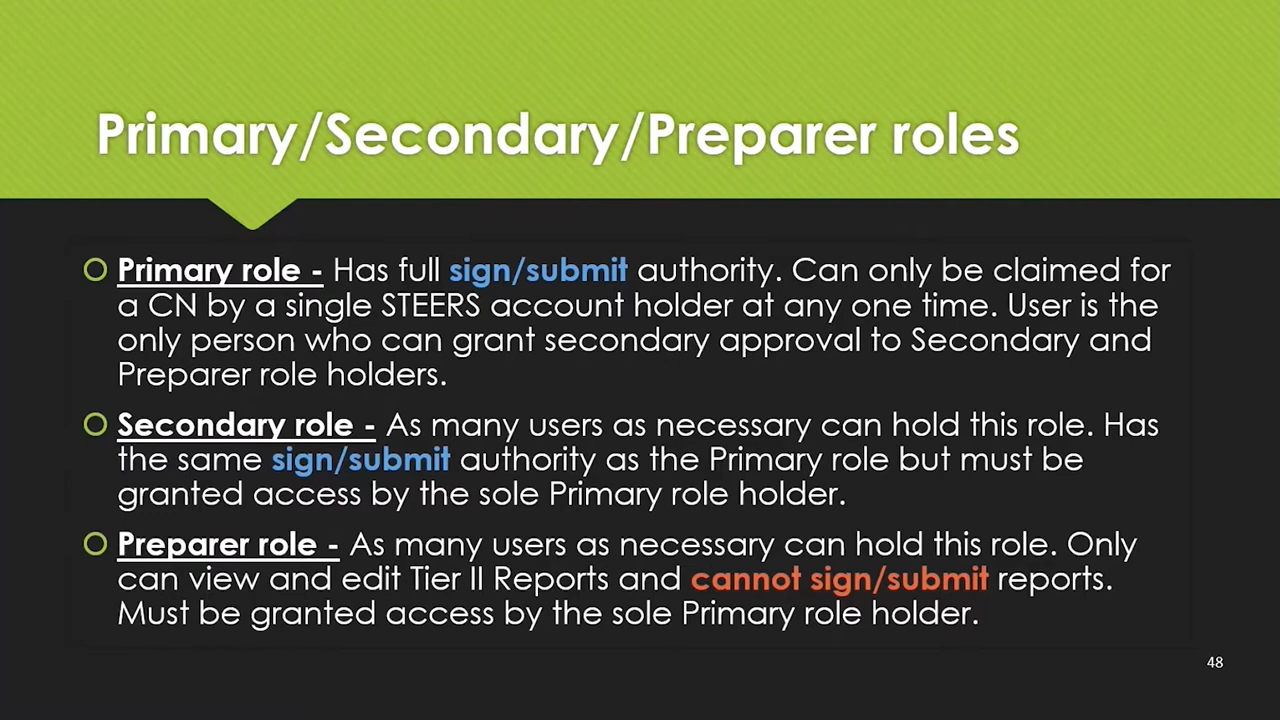 Primary/Secondary/Preparer roles
Primary role - Has full sign/submit authority. Can only be claimed for
a CN by a single STEERS account holder at any one time. User is the
only person who can grant secondary approval to Secondary and
Preparer role holders.
Secondary role - As many users as necessary can hold this role. Has
the same sign/submit authority as the Primary role but must be
granted access by the sole Primary role holder.
Preparer role - As many users as necessary can hold this role. Only
can view and edit Tier II Reports and cannot sign/submit reports.
Must be granted access by the sole Primary role holder.
48